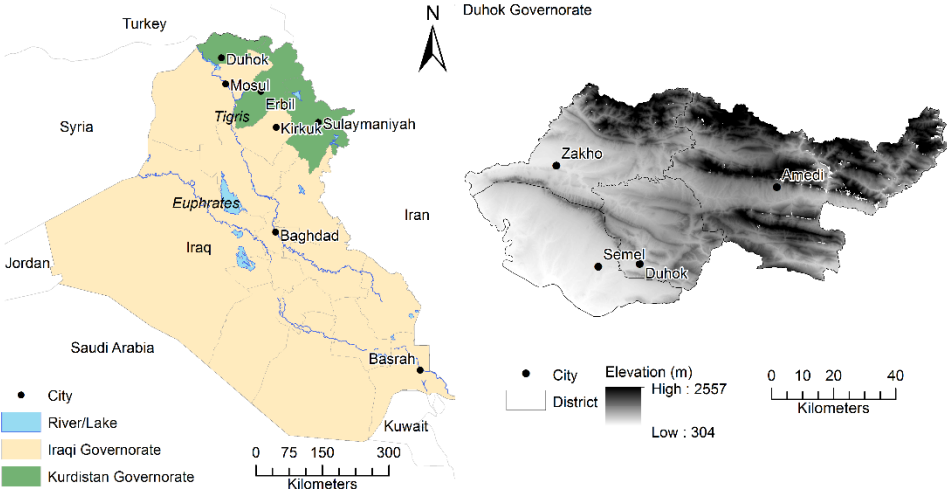 Turkey
N
Duhok
Mosul
Erbil
Tigris
Syria
Kirkuk
Sulaymaniyah
Euphrates
Iran
Iraq
Baghdad
Jordan
Saudi Arabia
Basrah
Kuwait
City
River/Lake
Iraqi Governorate
Kurdistan Governorate
0 75 150 300
Kilometers
Duhok Governorate
Zakho
Amedi
Semel
Duhok
City
District
Elevation (m)
High : 2557
Low : 304
0 10 20 40
Kilometers